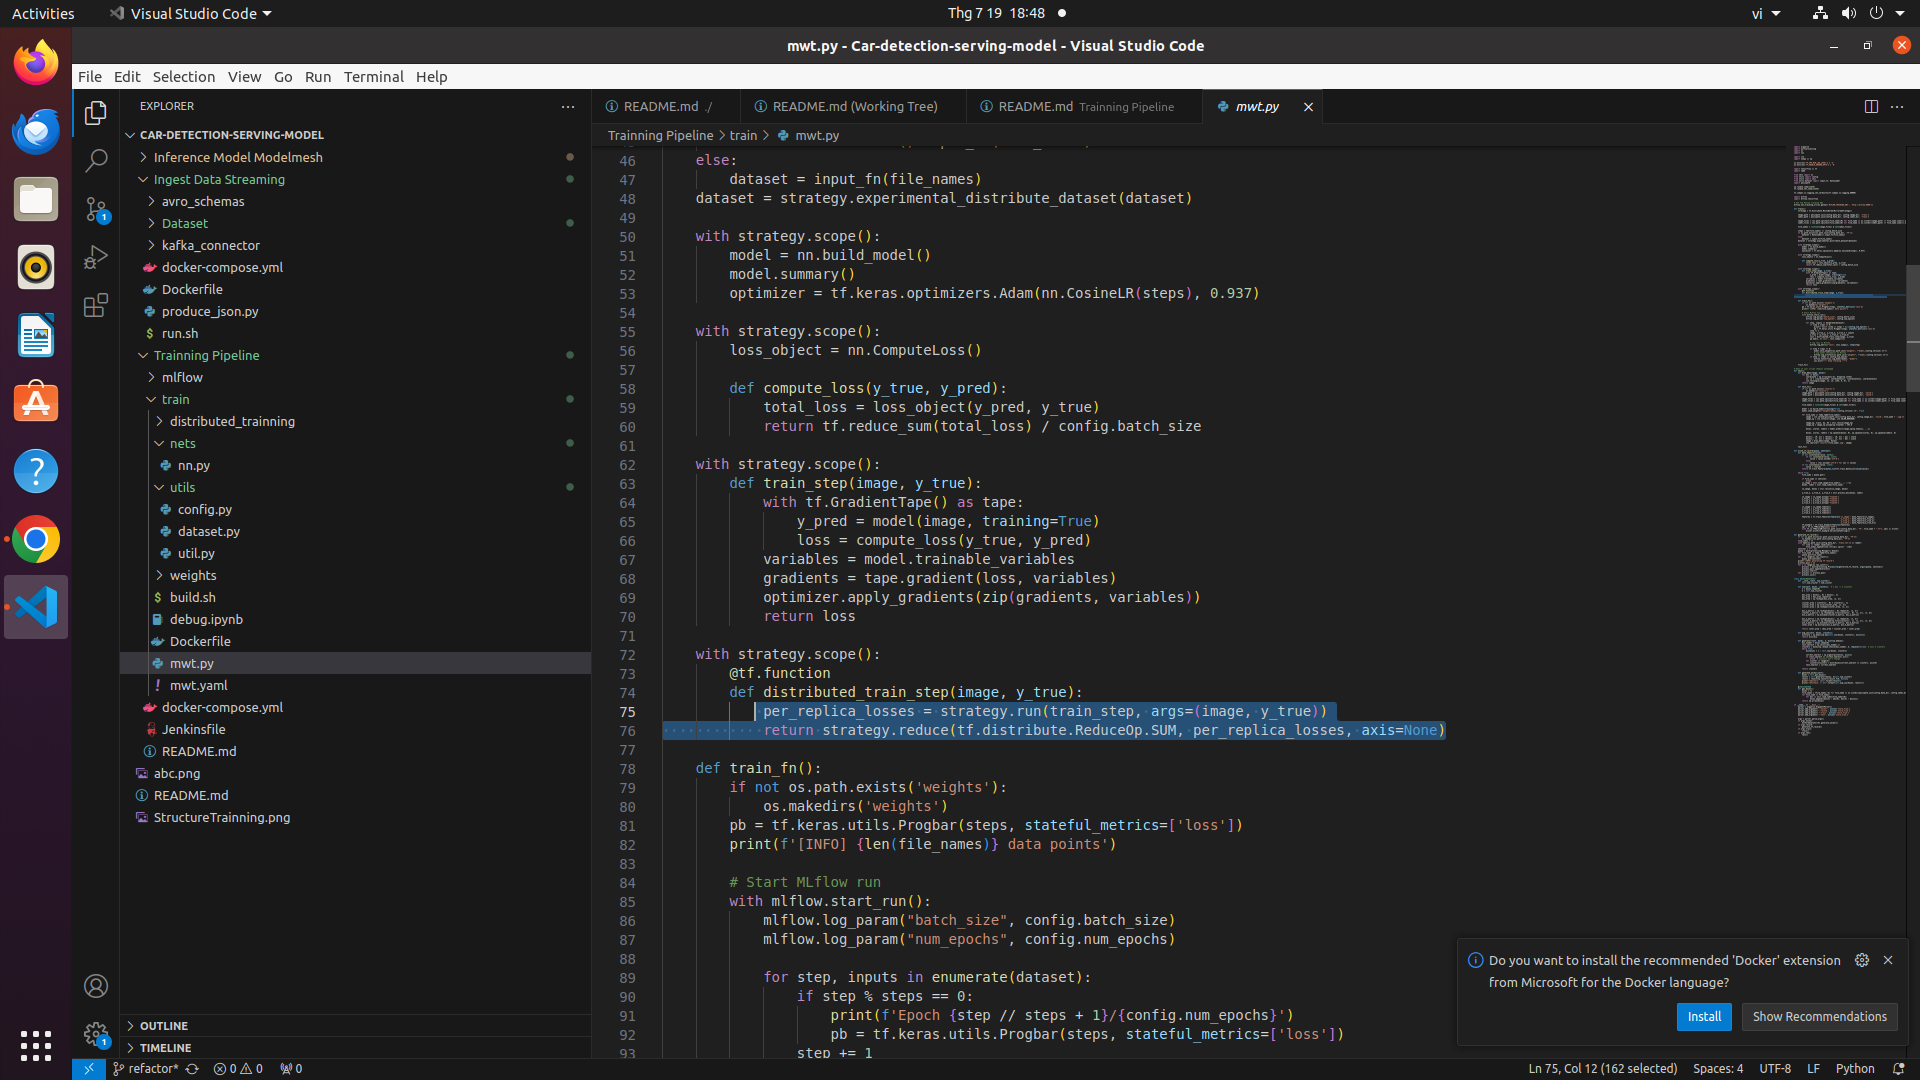 Activities
Visual Studio Code
Thg 7 19 18:48
vi
mwt.py - Car-detection-serving-model - Visual Studio Code
File Edit Selection View Go Run Terminal Help
EXPLORER
CAR-DETECTION-SERVING-MODEL
Inference Model Modelmesh
Ingest Data Streaming
avro_schemas
Dataset
kafka_connector
docker-compose.yml
Dockerfile
produce_json.py
run.sh
Trainning Pipeline
mlflow
train
distributed_trainning
nets
nn.py
utils
config.py
dataset.py
util.py
weights
build.sh
debug.ipynb
Dockerfile
mwt.py
mwt.yaml
docker-compose.yml
Jenkinsfile
README.md
abc.png
README.md
StructureTrainning.png
OUTLINE
TIMELINE
1
1
README.md ./
README.md (Working Tree)
README.md Trainning Pipeline
mwt.py
Trainning Pipeline > train > mwt.py
46 else:
47 dataset = input_fn(file_names)
48 dataset = strategy.experimental_distribute_dataset(dataset)
49
50 with strategy.scope():
51 model = nn.build_model()
52 model.summary()
53 optimizer = tf.keras.optimizers.Adam(nn.CosineLR(steps), 0.937)
54
55 with strategy.scope():
56 loss_object = nn.ComputeLoss()
57
58 def compute_loss(y_true, y_pred):
59 total_loss = loss_object(y_pred, y_true)
60 return tf.reduce_sum(total_loss) / config.batch_size
61
62 with strategy.scope():
63 def train_step(image, y_true):
64 with tf.GradientTape() as tape:
65 y_pred = model(image, training=True)
66 loss = compute_loss(y_true, y_pred)
67 variables = model.trainable_variables
68 gradients = tape.gradient(loss, variables)
69 optimizer.apply_gradients(zip(gradients, variables))
70 return loss
71
72 with strategy.scope():
73 @tf.function
74 def distributed_train_step(image, y_true):
75 per_replica_losses = strategy.run(train_step, args=(image, y_true))
76 return strategy.reduce(tf.distribute.ReduceOp.SUM, per_replica_losses, axis=None)
77
78 def train_fn():
79 if not os.path.exists('weights'):
80 os.makedirs('weights')
81 pb = tf.keras.utils.Progbar(steps, stateful_metrics=['loss'])
82 print(f'[INFO] {len(file_names)} data points')
83
84 # Start MLflow run
85 with mlflow.start_run():
86 mlflow.log_param("batch_size", config.batch_size)
87 mlflow.log_param("num_epochs", config.num_epochs)
88
89 for step, inputs in enumerate(dataset):
90 if step % steps == 0:
91 print(f'Epoch {step // steps + 1}/{config.num_epochs}')
92 pb = tf.keras.utils.Progbar(steps, stateful_metrics=['loss'])
93 step += 1
Do you want to install the recommended 'Docker' extension
from Microsoft for the Docker language?
Install
Show Recommendations
refactor*
0 0
0
Ln 75, Col 12 (162 selected)
Spaces: 4
UTF-8
LF
Python